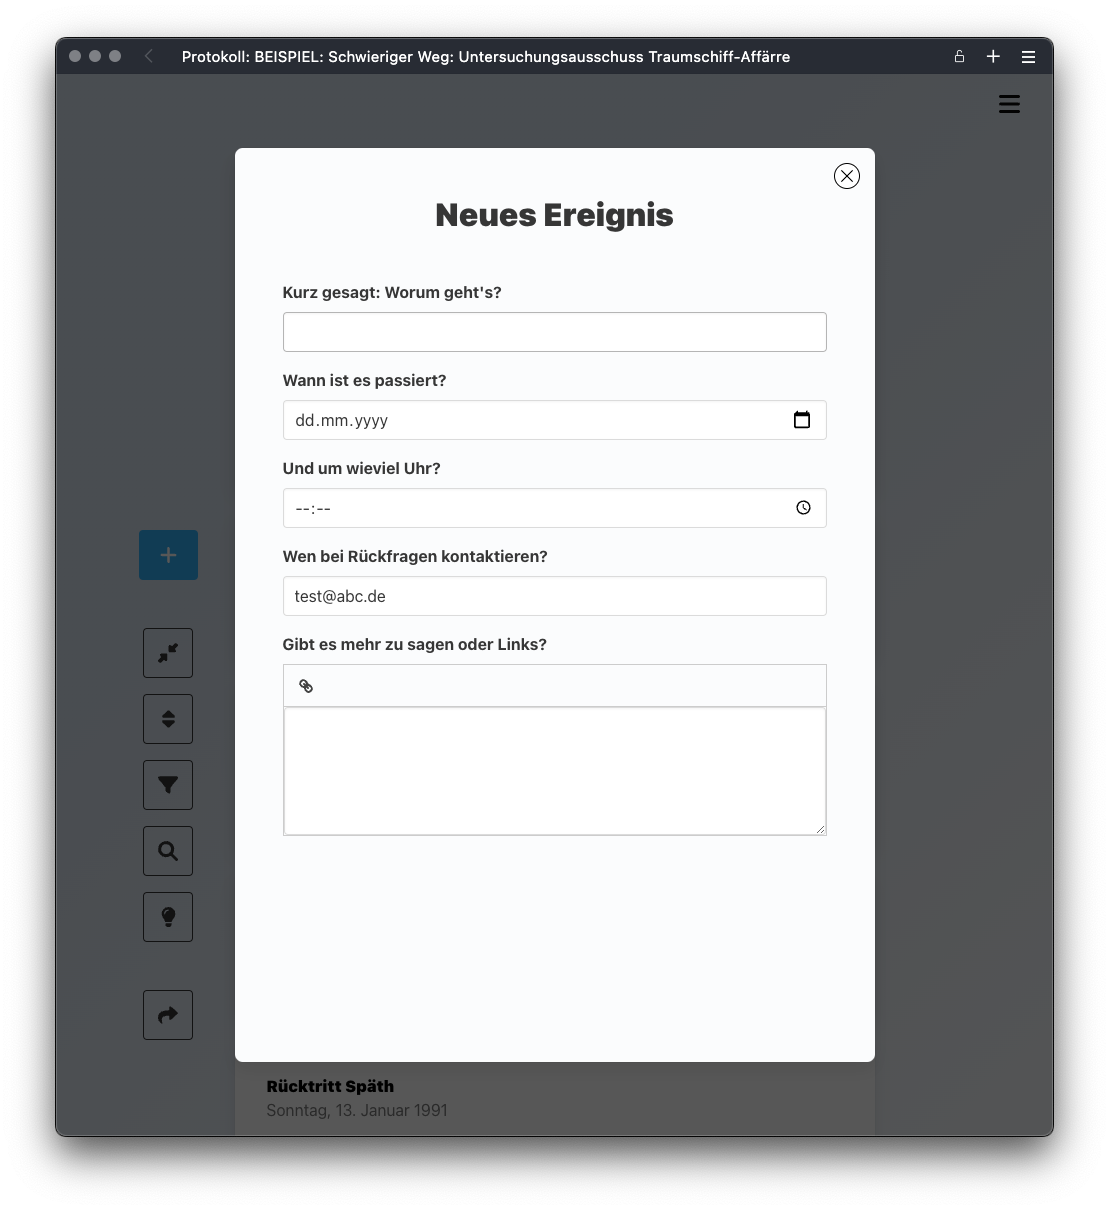 Protokoll: BEISPIEL: Schwieriger Weg: Untersuchungsausschuss Traumschiff-Affärre
Neues Ereignis
Kurz gesagt: Worum geht's?
Wann ist es passiert?
dd.mm.yyyy
Und um wieviel Uhr?
--:--
Wen bei Rückfragen kontaktieren?
test@abc.de
Gibt es mehr zu sagen oder Links?
Rücktritt Späth
Sonntag, 13. Januar 1991